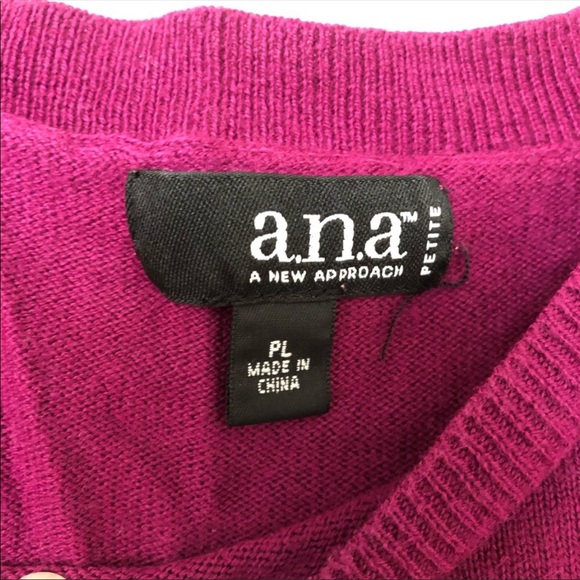 a.n.a™
A NEW APPROACH
PETITE
PL
MADE IN
CHINA